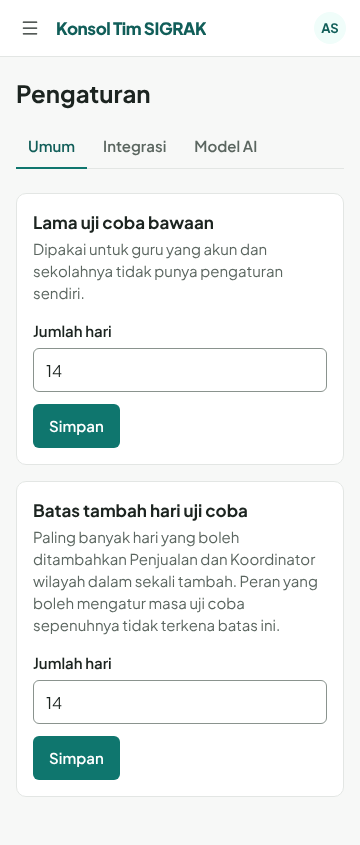 Konsol Tim SIGRAK
AS
Pengaturan
Umum
Integrasi
Model AI
Lama uji coba bawaan
Dipakai untuk guru yang akun dan
sekolahnya tidak punya pengaturan
sendiri.
Jumlah hari
14
Simpan
Batas tambah hari uji coba
Paling banyak hari yang boleh
ditambahkan Penjualan dan Koordinator
wilayah dalam sekali tambah. Peran yang
boleh mengatur masa uji coba
sepenuhnya tidak terkena batas ini.
Jumlah hari
14
Simpan